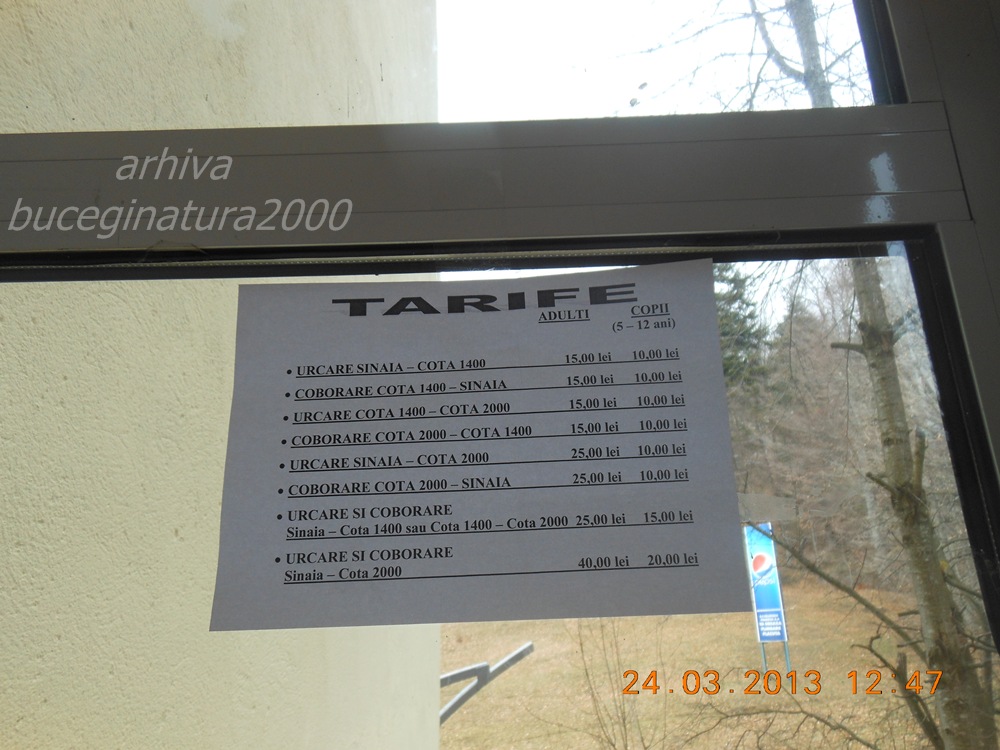 arhiva
buceginatura2000
TARIFE
ADULTI COPII
(5 – 12 ani)
• URCARE SINAIA – COTA 1400 15,00 lei 10,00 lei
• COBORARE COTA 1400 – SINAIA 15,00 lei 10,00 lei
• URCARE COTA 1400 – COTA 2000 15,00 lei 10,00 lei
• COBORARE COTA 2000 – COTA 1400 15,00 lei 10,00 lei
• URCARE SINAIA – COTA 2000 25,00 lei 10,00 lei
• COBORARE COTA 2000 – SINAIA 25,00 lei 10,00 lei
• URCARE SI COBORARE
Sinaia – Cota 1400 sau Cota 1400 – Cota 2000 25,00 lei 15,00 lei
• URCARE SI COBORARE
Sinaia – Cota 2000 40,00 lei 20,00 lei
24.03.2013 12:47